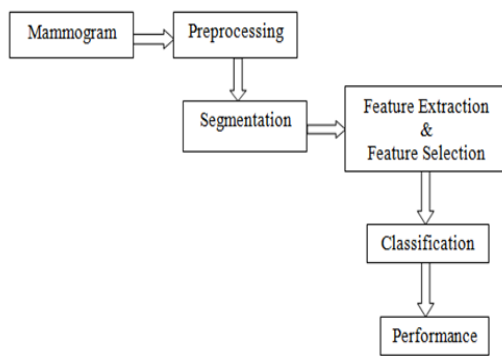 Mammogram
Preprocessing
Segmentation
Feature Extraction
&
Feature Selection
Classification
Performance